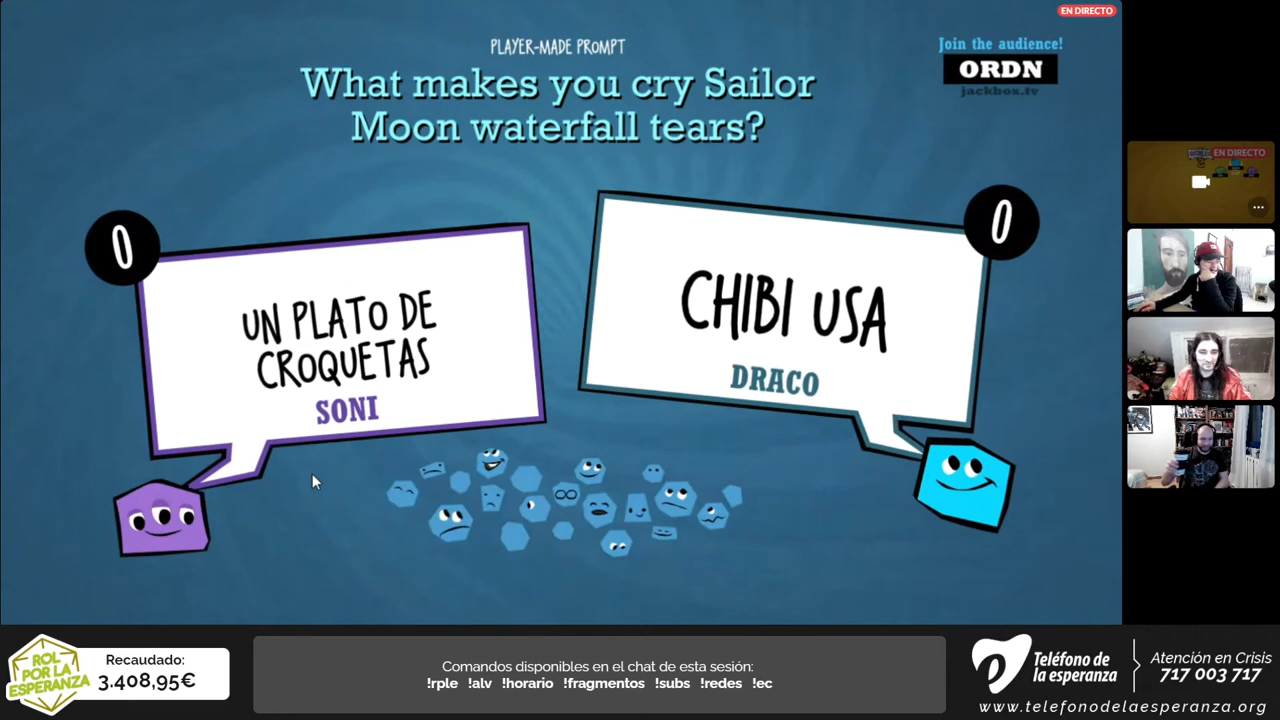 EN DIRECTO
PLAYER-MADE PROMPT
What makes you cry Sailor
Moon waterfall tears?
Join the audience!
ORDN
jackbox.tv
EN DIRECTO
0
UN PLATO DE
CROQUETAS
SONI
0
CHIBI USA
DRACO
ROL
POR LA
ESPERANZA
Recaudado:
3.408,95€
Comandos disponibles en el chat de esta sesión:
!rple !alv !horario !fragmentos !subs !redes !ec
Teléfono de
la esperanza
Atención en Crisis
717 003 717
www.telefonodelaesperanza.org